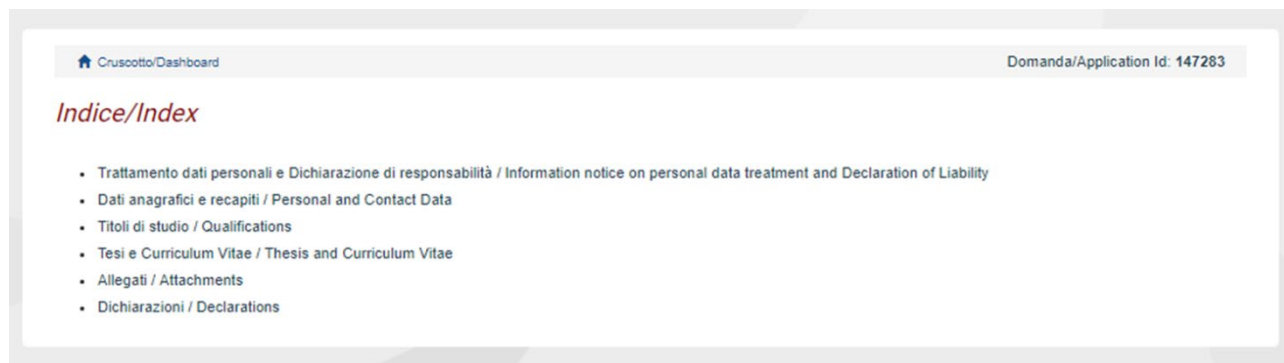 Cruscotto/Dashboard
Domanda/Application Id: 147283
Indice/Index
Trattamento dati personali e Dichiarazione di responsabilità / Information notice on personal data treatment and Declaration of Liability
Dati anagrafici e recapiti / Personal and Contact Data
Titoli di studio / Qualifications
Tesi e Curriculum Vitae / Thesis and Curriculum Vitae
Allegati / Attachments
Dichiarazioni / Declarations